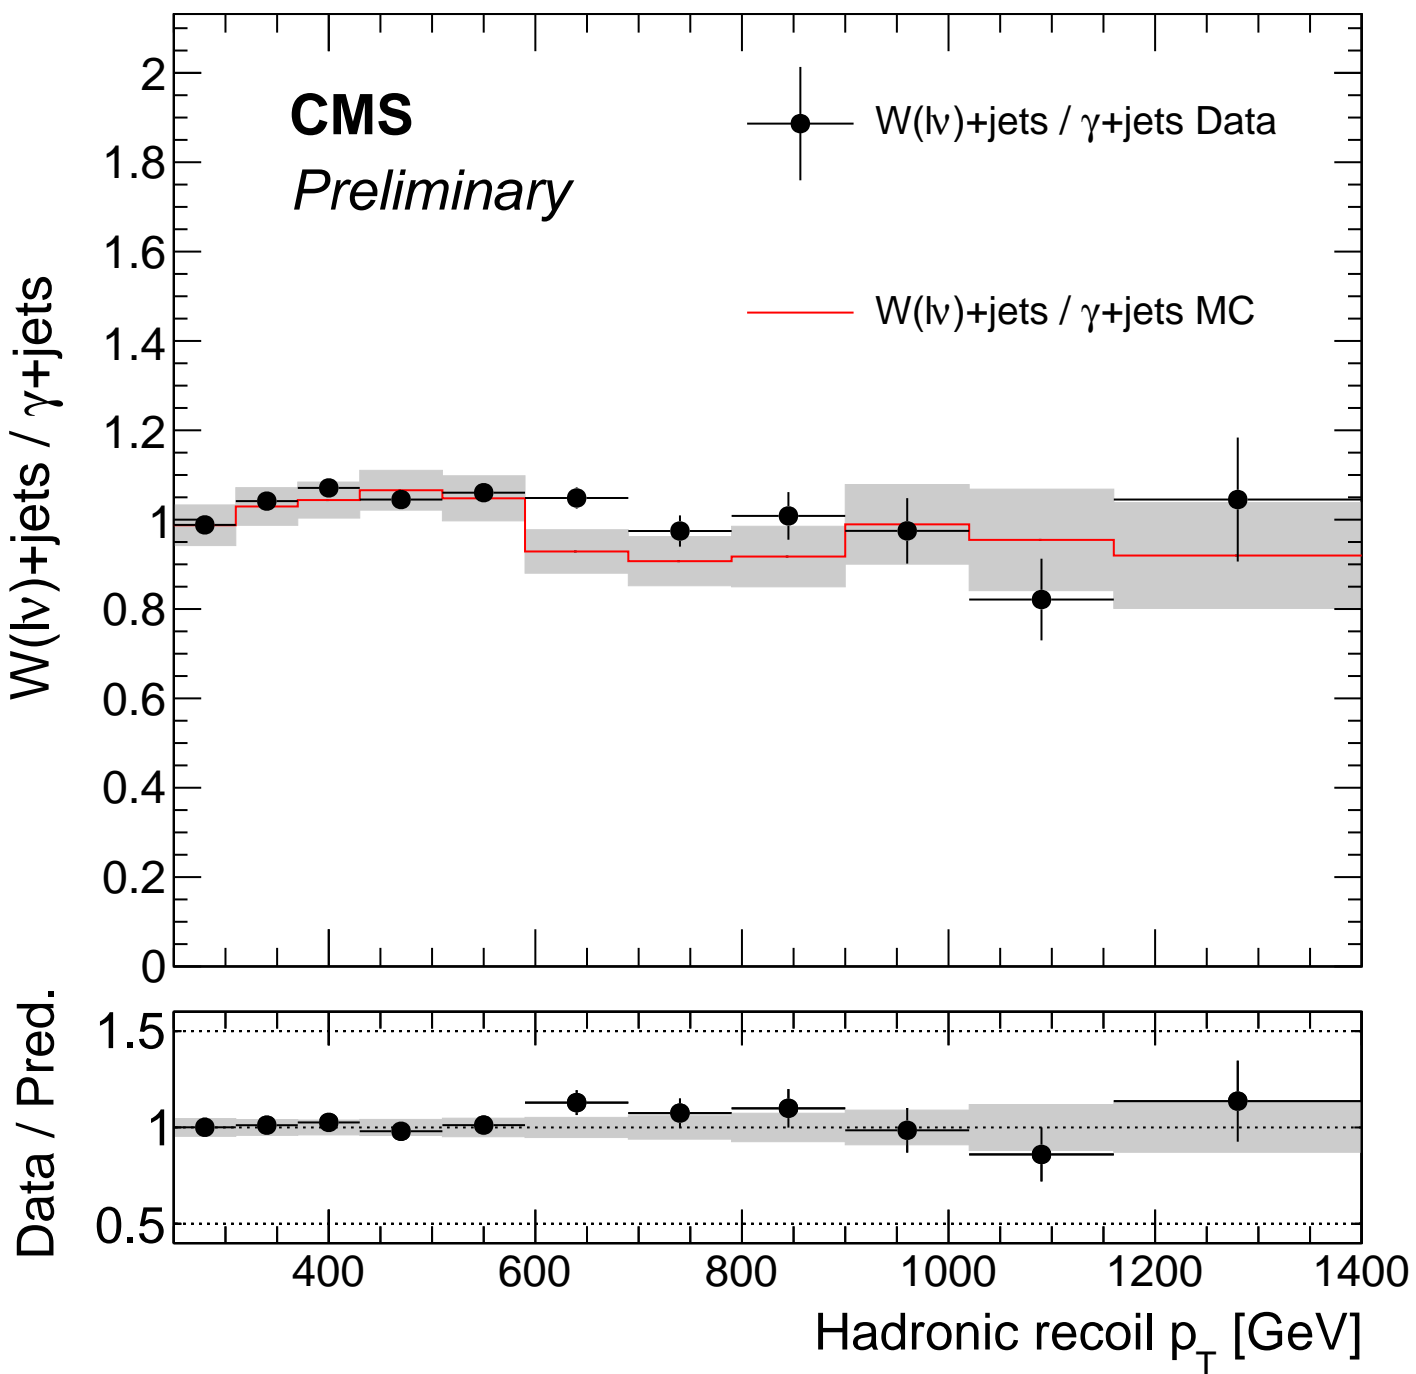 CMS
Preliminary
W(lν)+jets / γ+jets Data
W(lν)+jets / γ+jets MC
W(lν)+jets / γ+jets
2
1.8
1.6
1.4
1.2
1
0.8
0.6
0.4
0.2
0
Data / Pred.
1.5
1
0.5
400 600 800 1000 1200 1400
Hadronic recoil p_T [GeV]